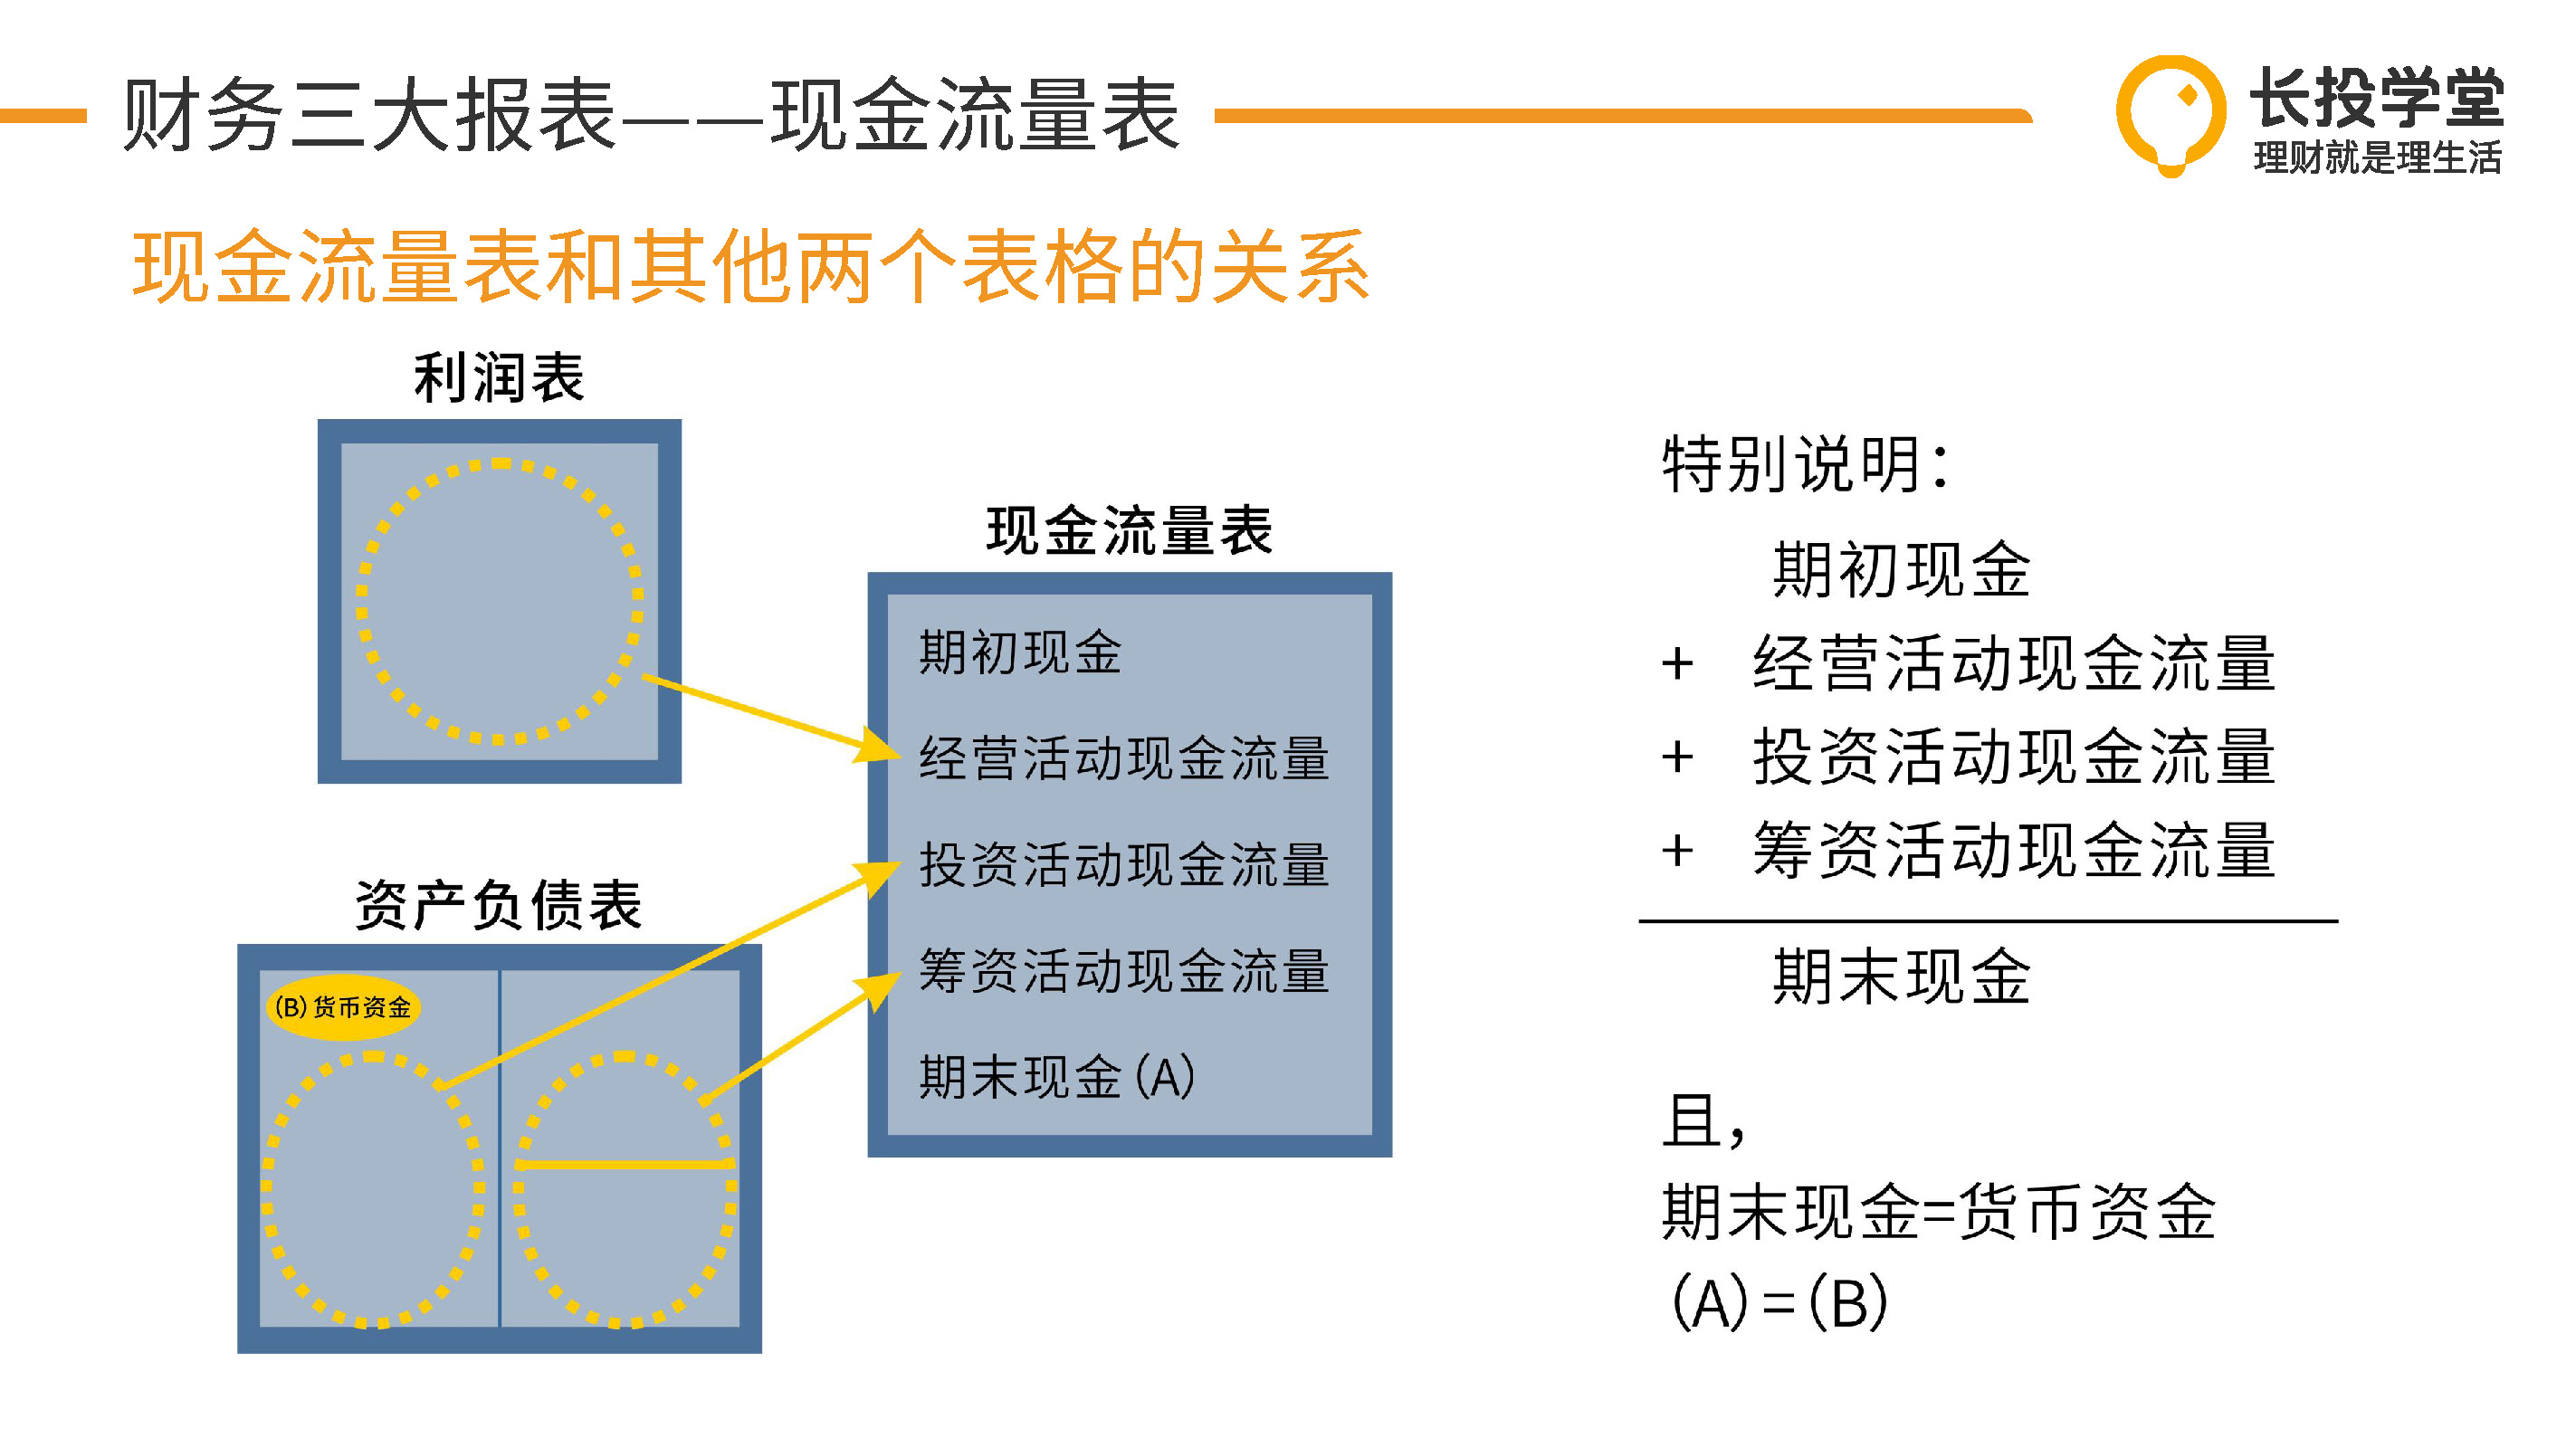 财务三大报表——现金流量表
长投学堂
理财就是理生活
现金流量表和其他两个表格的关系
利润表
现金流量表
期初现金
经营活动现金流量
投资活动现金流量
筹资活动现金流量
期末现金(A)
资产负债表
(B)货币资金
特别说明：
期初现金
+ 经营活动现金流量
+ 投资活动现金流量
+ 筹资活动现金流量
期末现金
且，
期末现金=货币资金
(A)=(B)